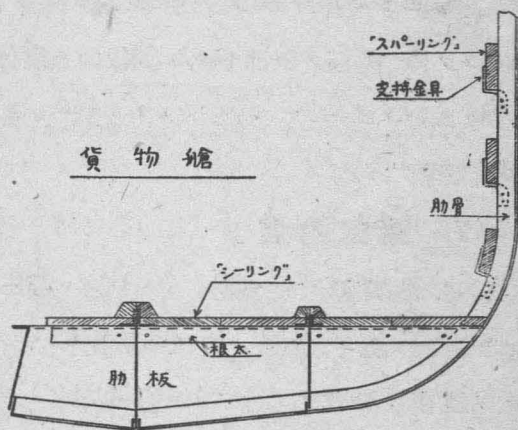 「スパーリング」
支持金具
貨物艙
肋骨
「シーリング」
根太
肋板